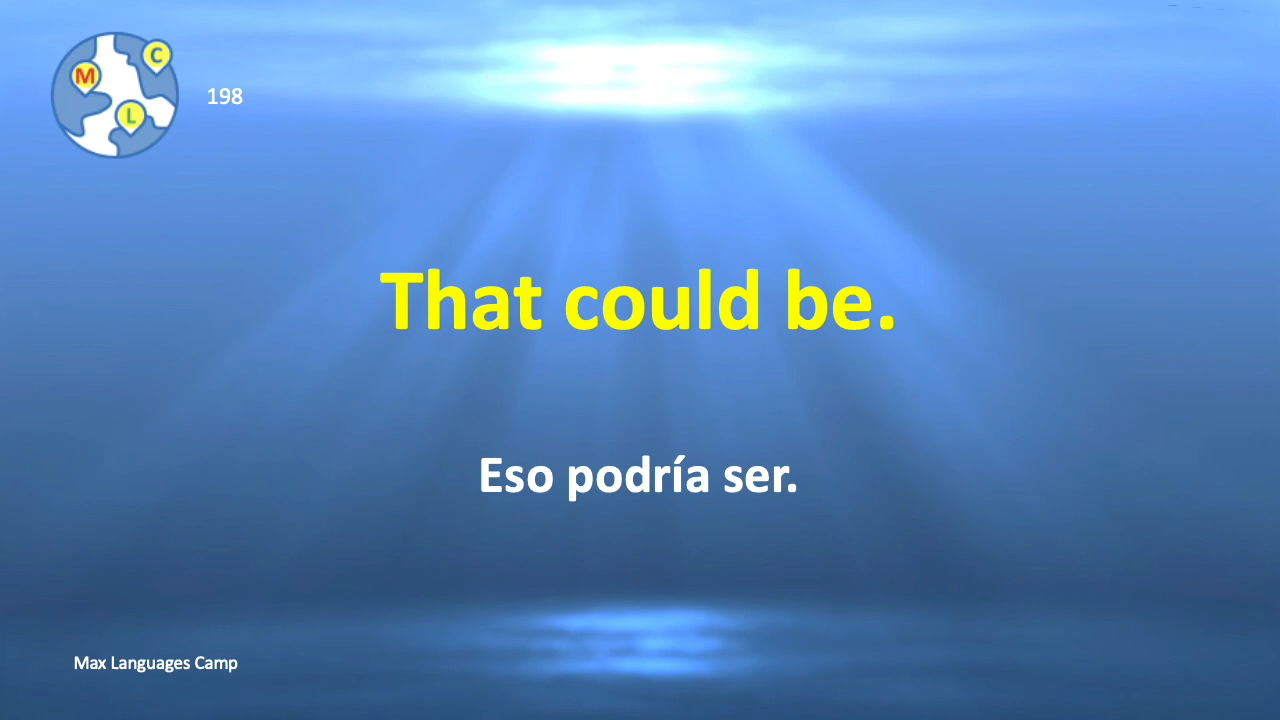 M
C
L
198
That could be.
Eso podría ser.
Max Languages Camp